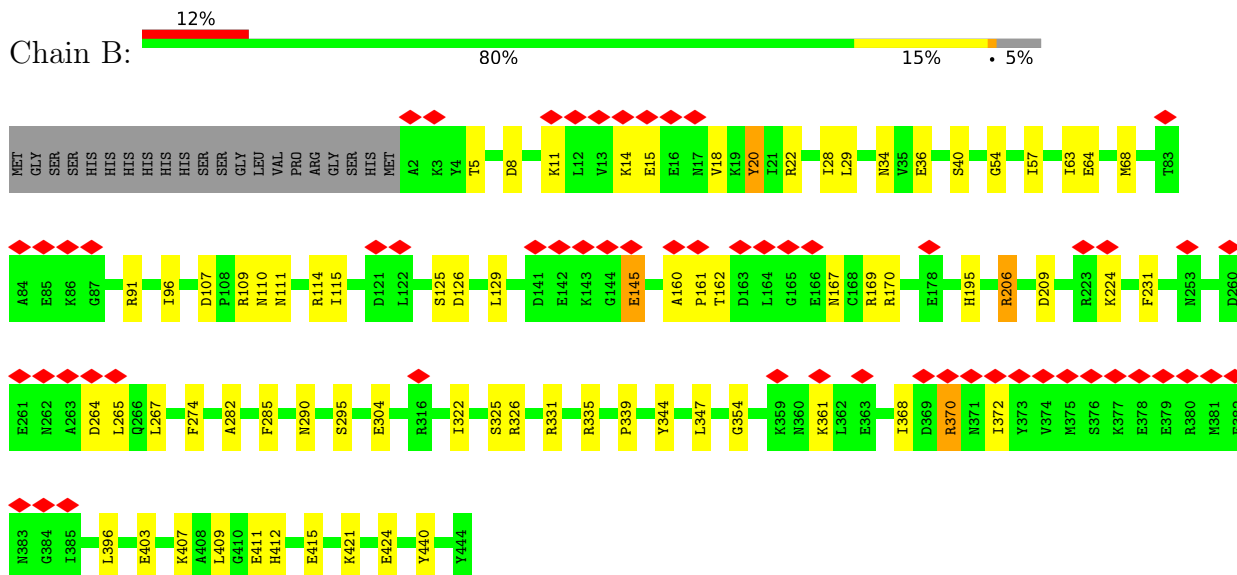 12%
Chain B:
80% 15% • 5%
MET GLY SER SER HIS HIS HIS HIS HIS HIS SER SER GLY LEU VAL PRO ARG GLY SER HIS MET A2 K3 Y4 T5 D8 K11 L12 V13 K14 E15 E16 N17 V18 K19 Y20 I21 R22 I28 L29 N34 V35 E36 S40 G54 I57 I63 E64 M68 T83
A84 E85 K86 G87 R91 I96 D107 P108 R109 N110 N111 R114 I115 D121 L122 S125 D126 L129 D141 E142 K143 G144 E145 A160 P161 T162 D163 L164 G165 E166 N167 C168 R169 R170 E178 H195 R206 D209 R223 K224 F231 N253 D260
E261 N262 A263 D264 L265 Q266 L267 F274 A282 F285 N290 S295 E304 R316 I322 S325 R326 R331 R335 P339 Y344 L347 G354 K359 N360 K361 L362 E363 I368 D369 R370 N371 I372 Y373 V374 M375 S376 K377 E378 E379 R380 M381
N383 G384 I385 L396 E403 K407 A408 L409 G410 E411 H412 E415 K421 E424 Y440 Y444